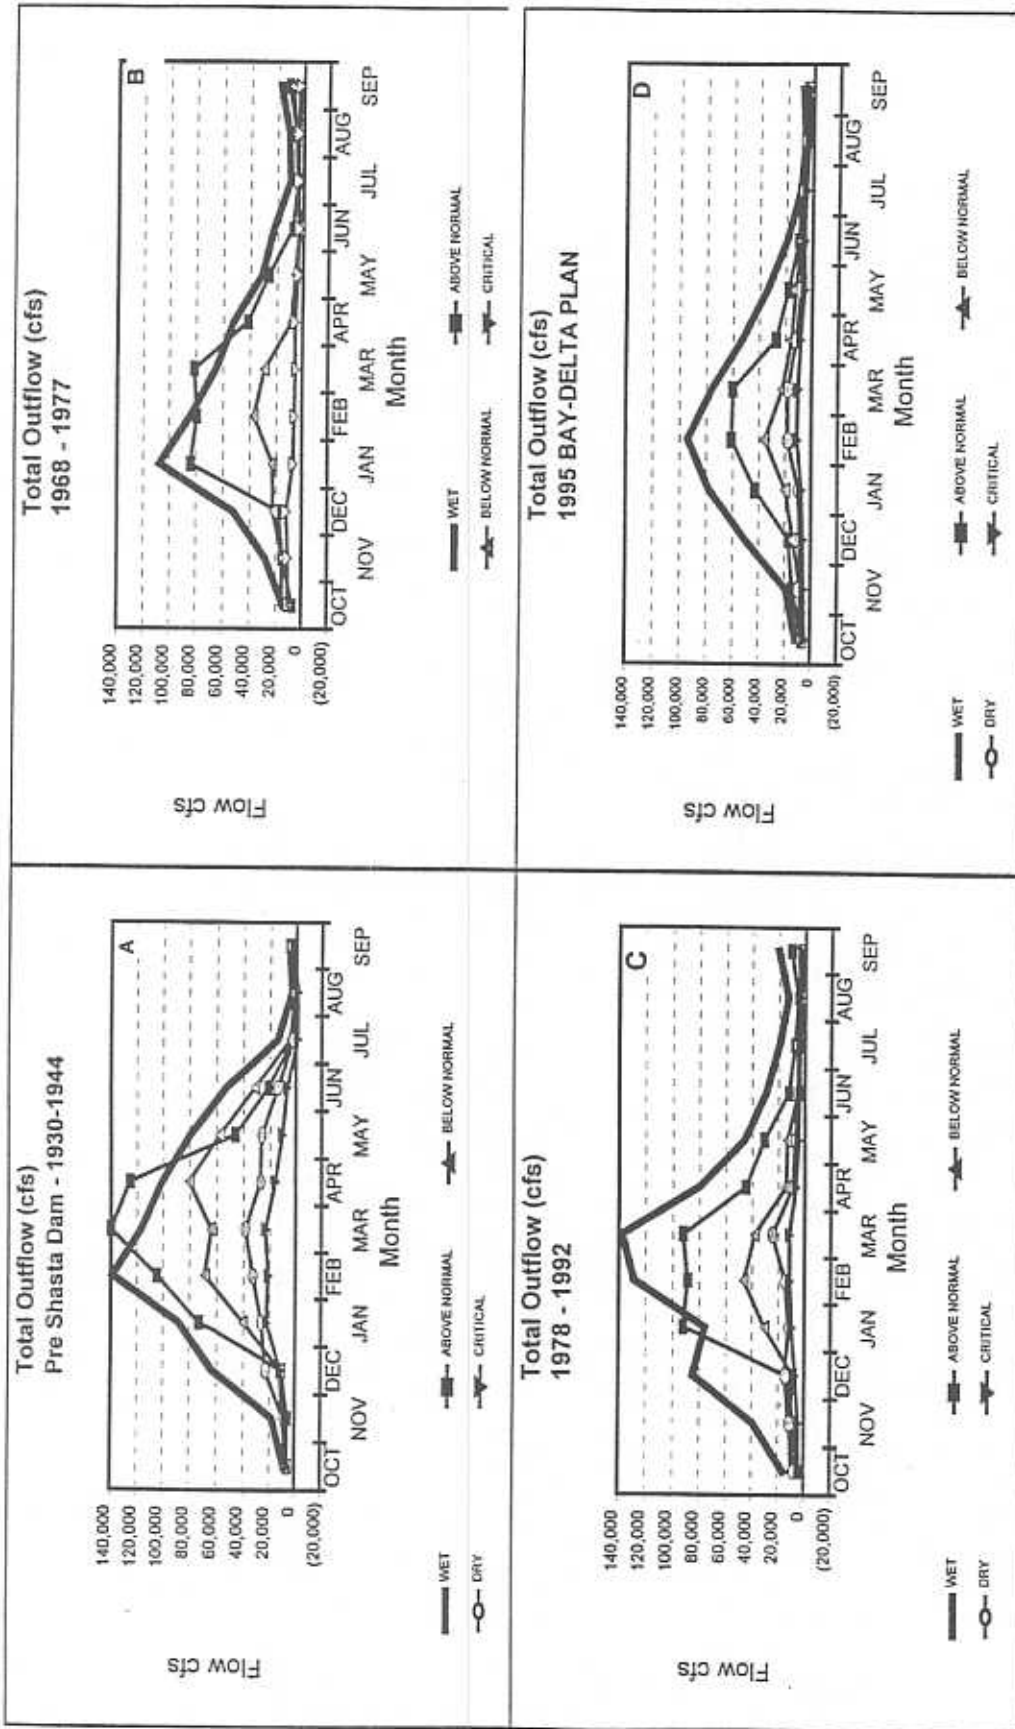 Total Outflow (cfs)
Pre Shasta Dam - 1930-1944
A
Flow cfs
140,000
120,000
100,000
80,000
60,000
40,000
20,000
0
(20,000)
OCT NOV DEC JAN FEB MAR APR MAY JUN JUL AUG SEP
Month
WET ABOVE NORMAL BELOW NORMAL
DRY CRITICAL
Total Outflow (cfs)
1968 - 1977
B
Flow cfs
140,000
120,000
100,000
80,000
60,000
40,000
20,000
0
(20,000)
OCT NOV DEC JAN FEB MAR APR MAY JUN JUL AUG SEP
Month
WET ABOVE NORMAL
BELOW NORMAL CRITICAL
Total Outflow (cfs)
1978 - 1992
C
Flow cfs
140,000
120,000
100,000
80,000
60,000
40,000
20,000
0
(20,000)
OCT NOV DEC JAN FEB MAR APR MAY JUN JUL AUG SEP
Month
WET ABOVE NORMAL BELOW NORMAL
DRY CRITICAL
Total Outflow (cfs)
1995 BAY-DELTA PLAN
D
Flow cfs
140,000
120,000
100,000
80,000
60,000
40,000
20,000
0
(20,000)
OCT NOV DEC JAN FEB MAR APR MAY JUN JUL AUG SEP
Month
WET ABOVE NORMAL BELOW NORMAL
DRY CRITICAL